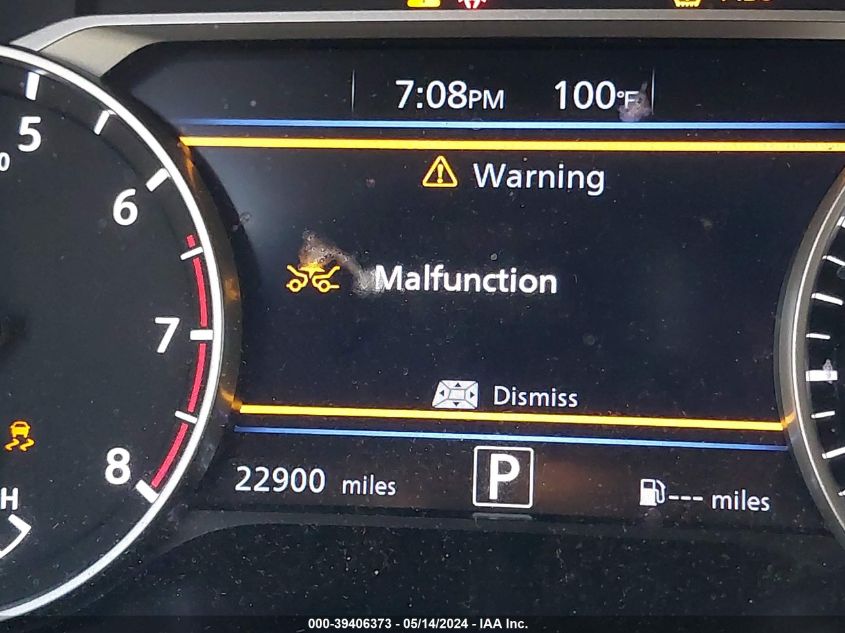 7:08PM 100°F
5
Warning
6
Malfunction
7
Dismiss
8
22900 miles P --- miles
H
000-39406373 - 05/14/2024 - IAA Inc.